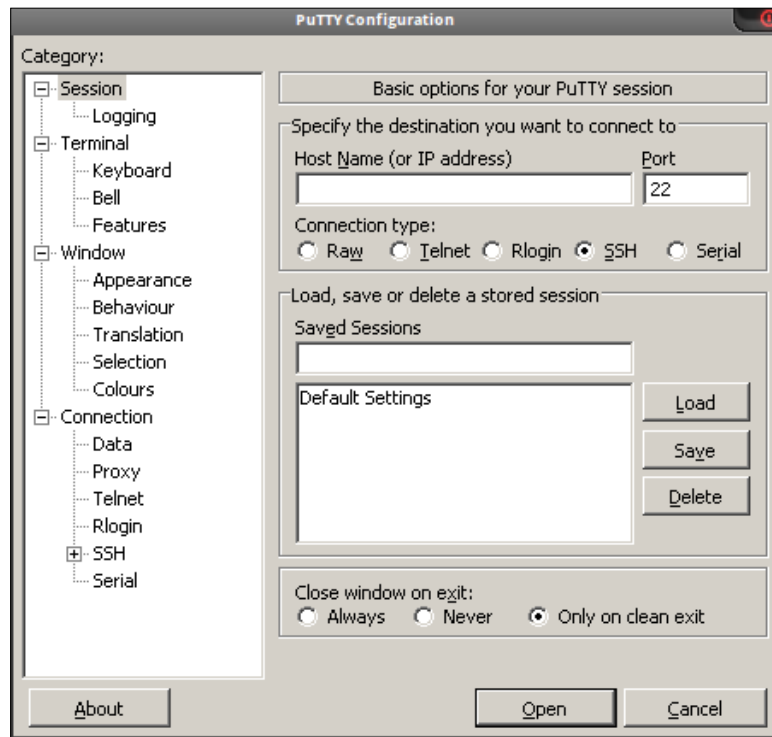 PuTTY Configuration
Category:
Session
Logging
Terminal
Keyboard
Bell
Features
Window
Appearance
Behaviour
Translation
Selection
Colours
Connection
Data
Proxy
Telnet
Rlogin
SSH
Serial
Basic options for your PuTTY session
Specify the destination you want to connect to
Host Name (or IP address) Port
22
Connection type:
Raw Telnet Rlogin SSH Serial
Load, save or delete a stored session
Saved Sessions
Default Settings
Load
Save
Delete
Close window on exit:
Always Never Only on clean exit
About Open Cancel